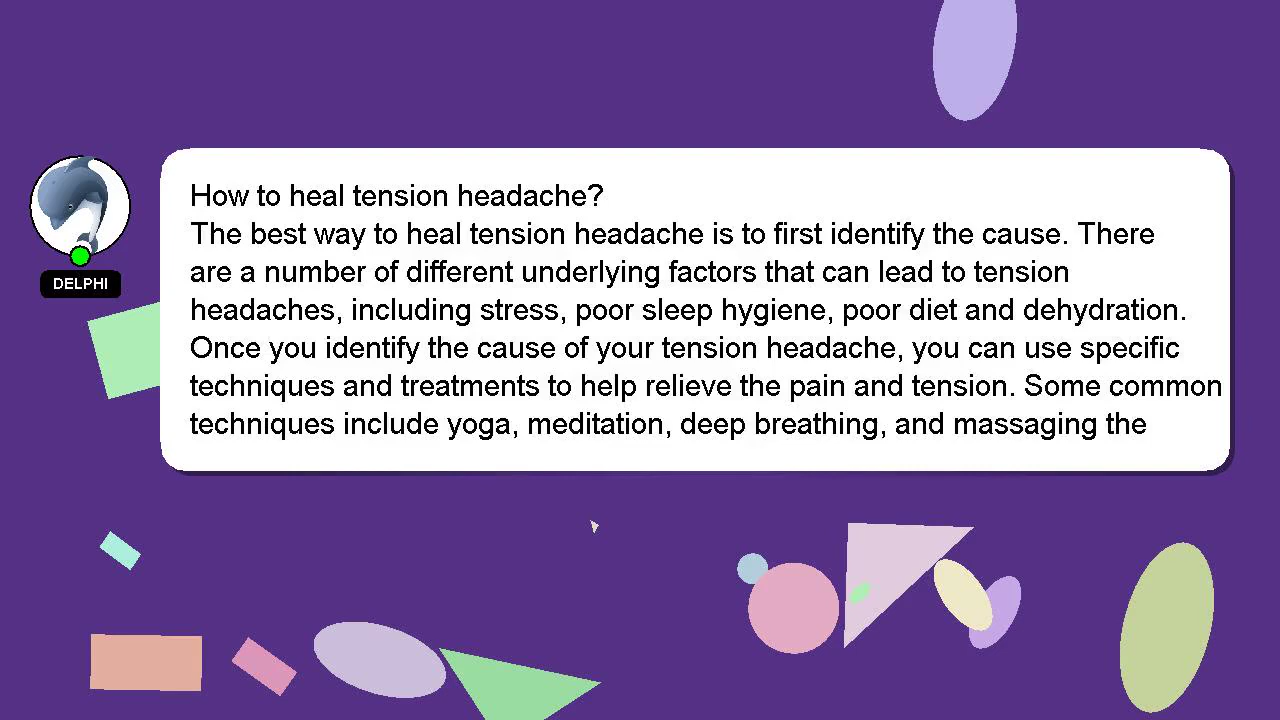 How to heal tension headache?
The best way to heal tension headache is to first identify the cause. There
are a number of different underlying factors that can lead to tension
headaches, including stress, poor sleep hygiene, poor diet and dehydration.
Once you identify the cause of your tension headache, you can use specific
techniques and treatments to help relieve the pain and tension. Some common
techniques include yoga, meditation, deep breathing, and massaging the
DELPHI